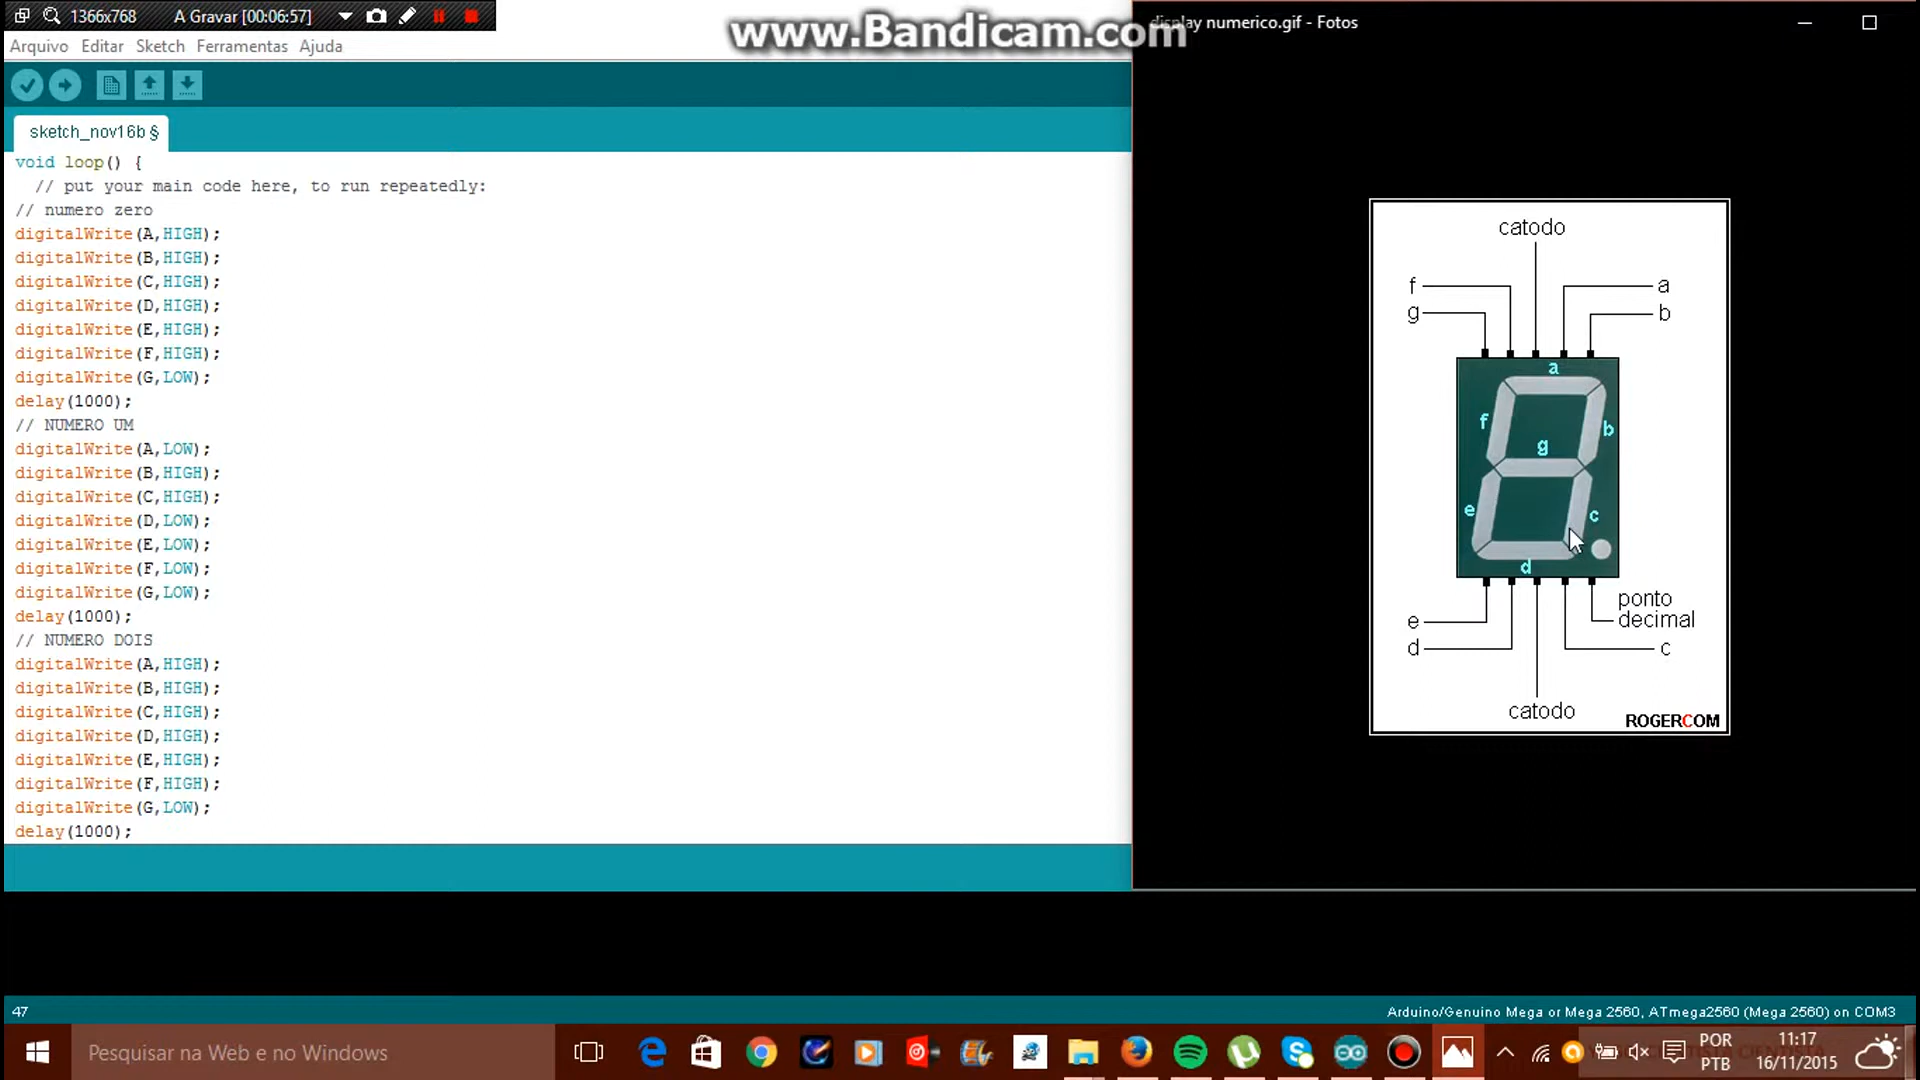 1366x768 A Gravar [00:06:57]
www.Bandicam.com
display numerico.gif - Fotos
Arquivo Editar Sketch Ferramentas Ajuda
sketch_nov16b §
void loop() {
// put your main code here, to run repeatedly:
// numero zero
digitalWrite(A,HIGH);
digitalWrite(B,HIGH);
digitalWrite(C,HIGH);
digitalWrite(D,HIGH);
digitalWrite(E,HIGH);
digitalWrite(F,HIGH);
digitalWrite(G,LOW);
delay(1000);
// NUMERO UM
digitalWrite(A,LOW);
digitalWrite(B,HIGH);
digitalWrite(C,HIGH);
digitalWrite(D,LOW);
digitalWrite(E,LOW);
digitalWrite(F,LOW);
digitalWrite(G,LOW);
delay(1000);
// NUMERO DOIS
digitalWrite(A,HIGH);
digitalWrite(B,HIGH);
digitalWrite(C,HIGH);
digitalWrite(D,HIGH);
digitalWrite(E,HIGH);
digitalWrite(F,HIGH);
digitalWrite(G,LOW);
delay(1000);
catodo
f a
g b
a
f b
g
e c
d
ponto
e decimal
d c
catodo
ROGERCOM
47
Arduino/Genuino Mega or Mega 2560, ATmega2560 (Mega 2560) on COM3
Pesquisar na Web e no Windows
POR 11:17
PTB 16/11/2015